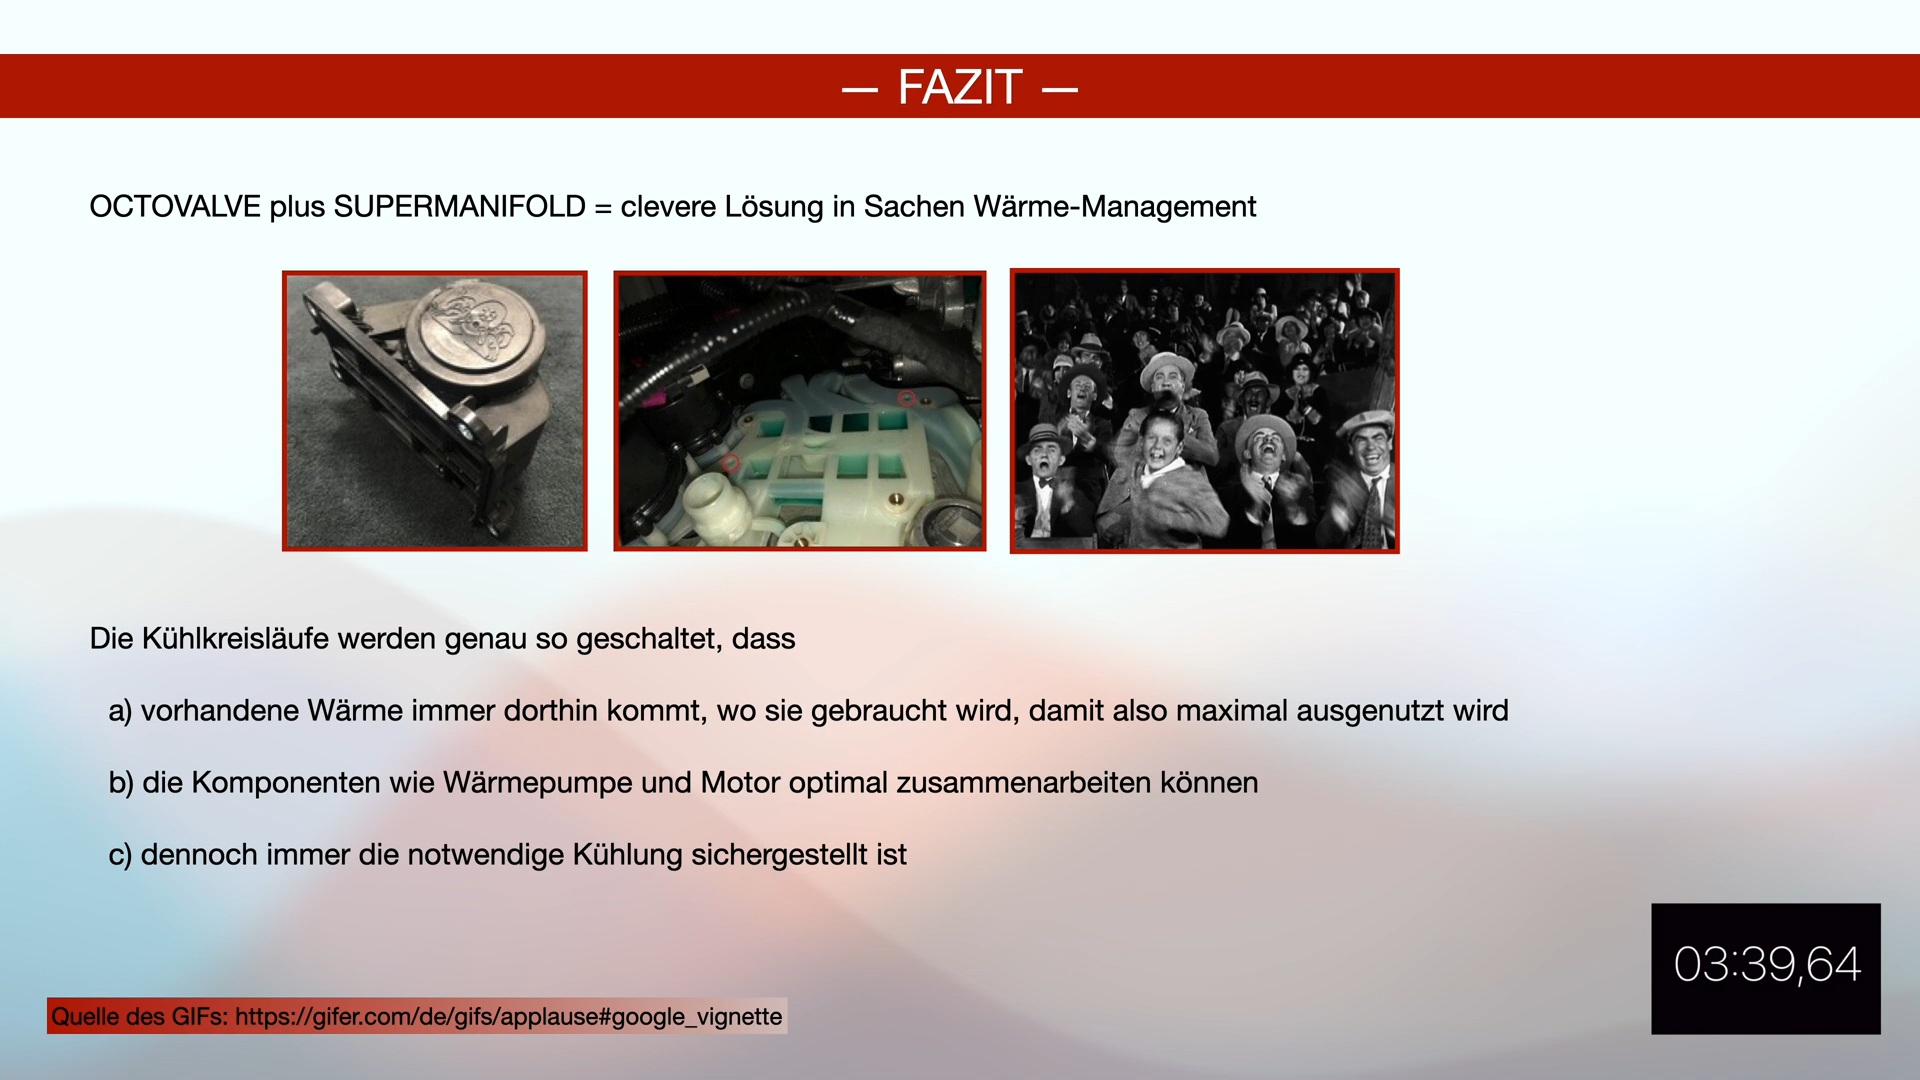 — FAZIT —
OCTOVALVE plus SUPERMANIFOLD = clevere Lösung in Sachen Wärme-Management
Die Kühlkreisläufe werden genau so geschaltet, dass
a) vorhandene Wärme immer dorthin kommt, wo sie gebraucht wird, damit also maximal ausgenutzt wird
b) die Komponenten wie Wärmepumpe und Motor optimal zusammenarbeiten können
c) dennoch immer die notwendige Kühlung sichergestellt ist
03:39,64
Quelle des GIFs: https://gifer.com/de/gifs/applause#google_vignette